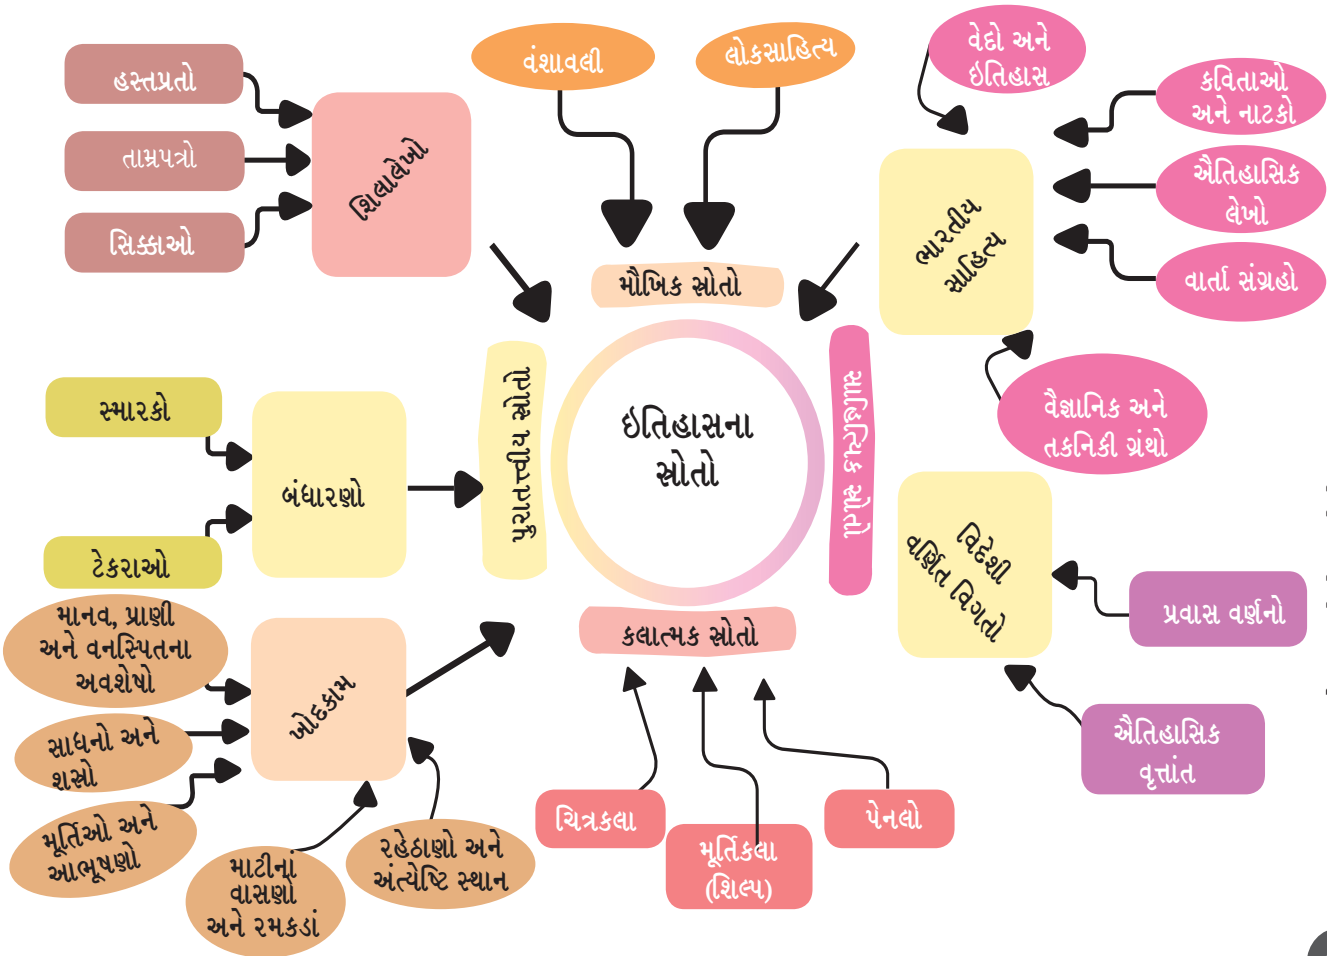 હસ્તપ્રતો
તામ્રપત્રો
સિક્કાઓ
શિલાલેખો
વંશાવલી
લોકસાહિત્ય
મૌખિક સ્રોતો
વેદો અને
ઇતિહાસ
કવિતાઓ
અને નાટકો
ઐતિહાસિક
લેખો
વાર્તા સંગ્રહો
ભારતીય
સાહિત્ય
વૈજ્ઞાનિક અને
તકનિકી ગ્રંથો
સ્મારકો
ટેકરાઓ
બંધારણો
પુરાતત્ત્વીય સ્રોતો
ઇતિહાસના
સ્રોતો
સાહિત્યિક સ્રોતો
વિદેશી
વર્ણિત વિગતો
પ્રવાસ વર્ણનો
ઐતિહાસિક
વૃત્તાંત
માનવ, પ્રાણી
અને વનસ્પિતના
અવશેષો
સાધનો અને
શસ્રો
મૂર્તિઓ અને
આભૂષણો
માટીનાં
વાસણો
અને રમકડાં
રહેઠાણો અને
અંત્યેષ્ટિ સ્થાન
ખોદકામ
કલાત્મક સ્રોતો
ચિત્રકલા
મૂર્તિકલા
(શિલ્પ)
પેનલો